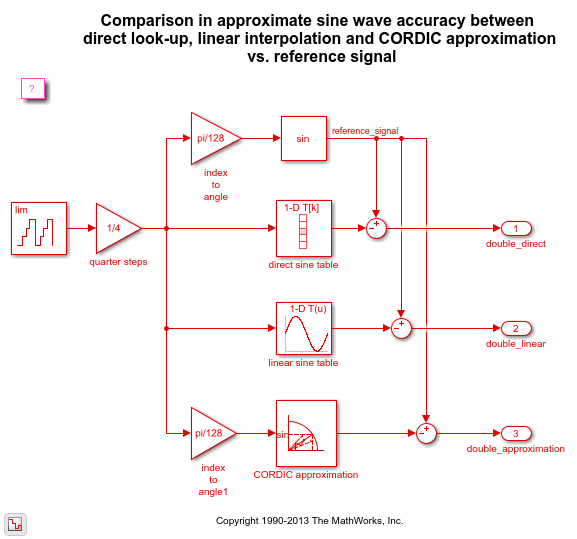 Comparison in approximate sine wave accuracy between
direct look-up, linear interpolation and CORDIC approximation
vs. reference signal
?
pi/128
index
to
angle
sin
reference_signal
lim
1/4
quarter steps
1-D T[k]
direct sine table
1
double_direct
1-D T(u)
linear sine table
2
double_linear
pi/128
index
to
angle1
sin
CORDIC approximation
3
double_approximation
Copyright 1990-2013 The MathWorks, Inc.